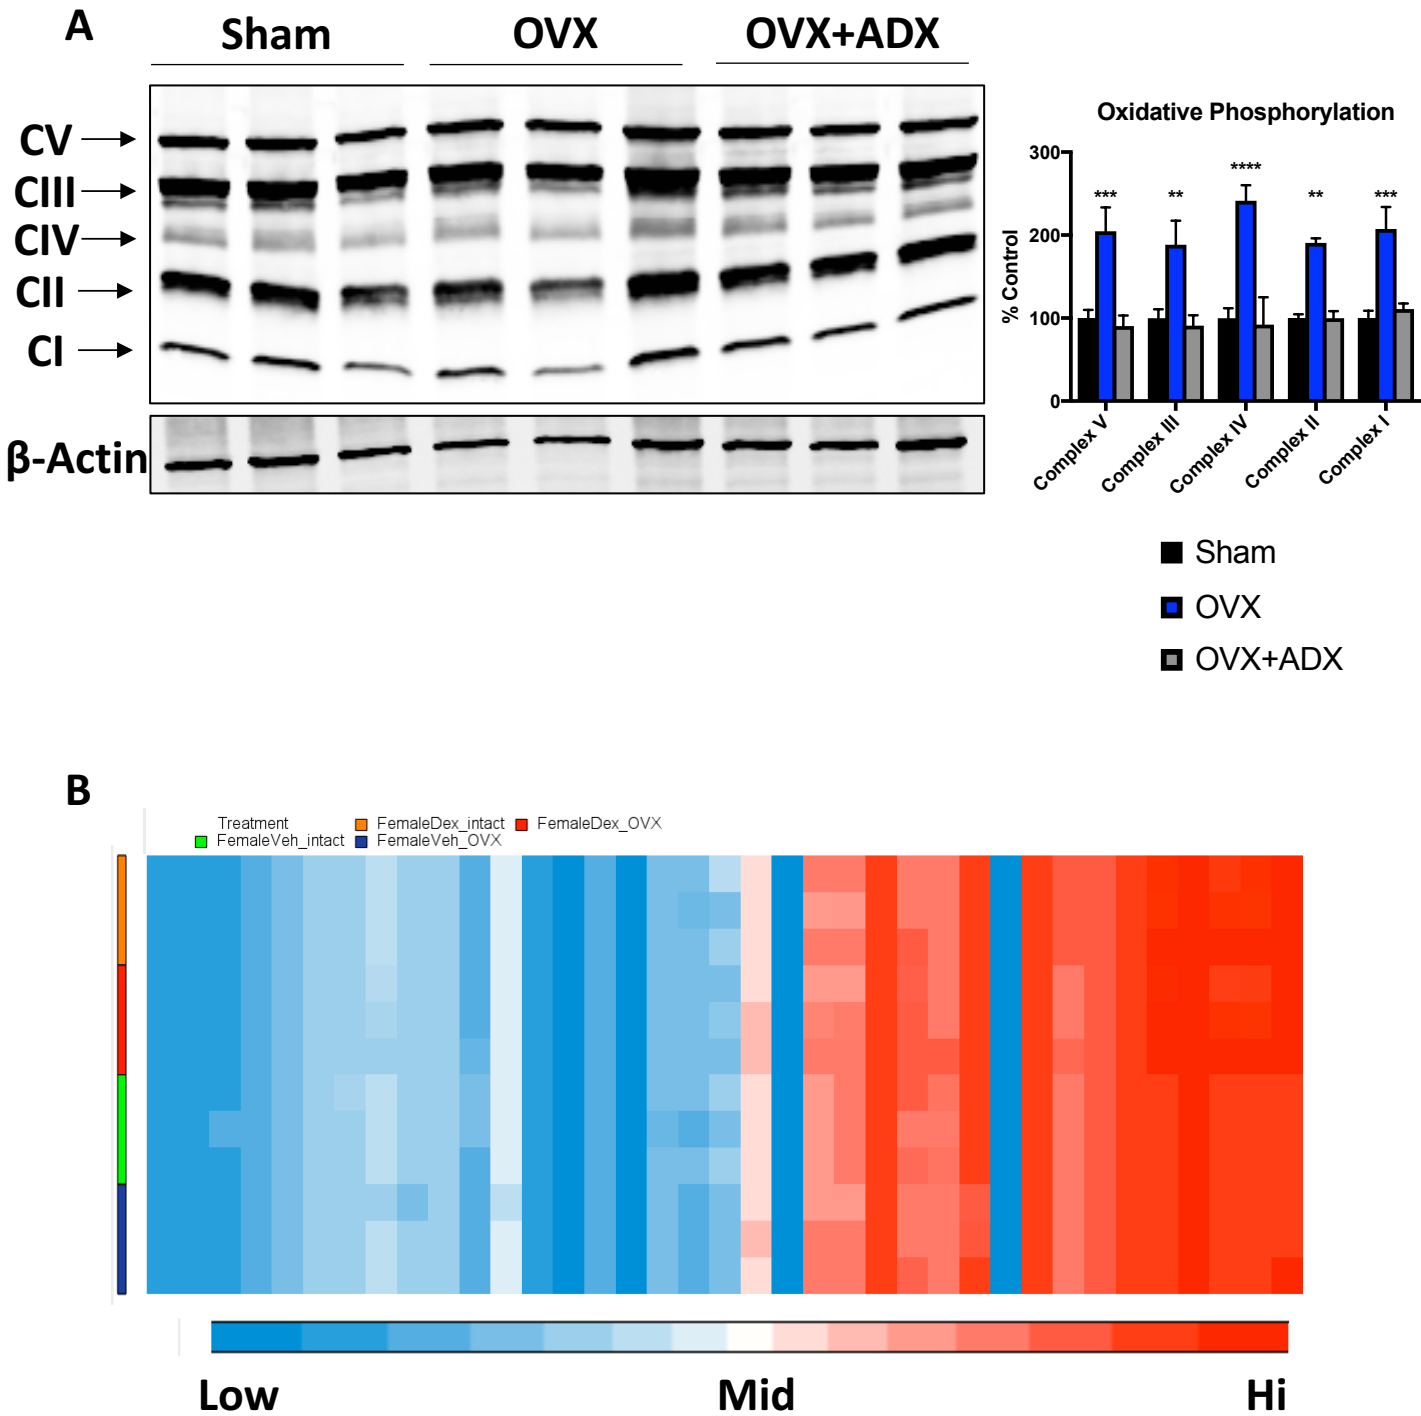 A
Sham OVX OVX+ADX
CV
CIII
CIV
CII
CI
β-Actin
Oxidative Phosphorylation
% Control
300
200
100
0
*** ** **** ** ***
Complex V Complex III Complex IV Complex II Complex I
Sham
OVX
OVX+ADX
B
Treatment FemaleDex_intact FemaleDex_OVX
FemaleVeh_intact FemaleVeh_OVX
Low Mid Hi